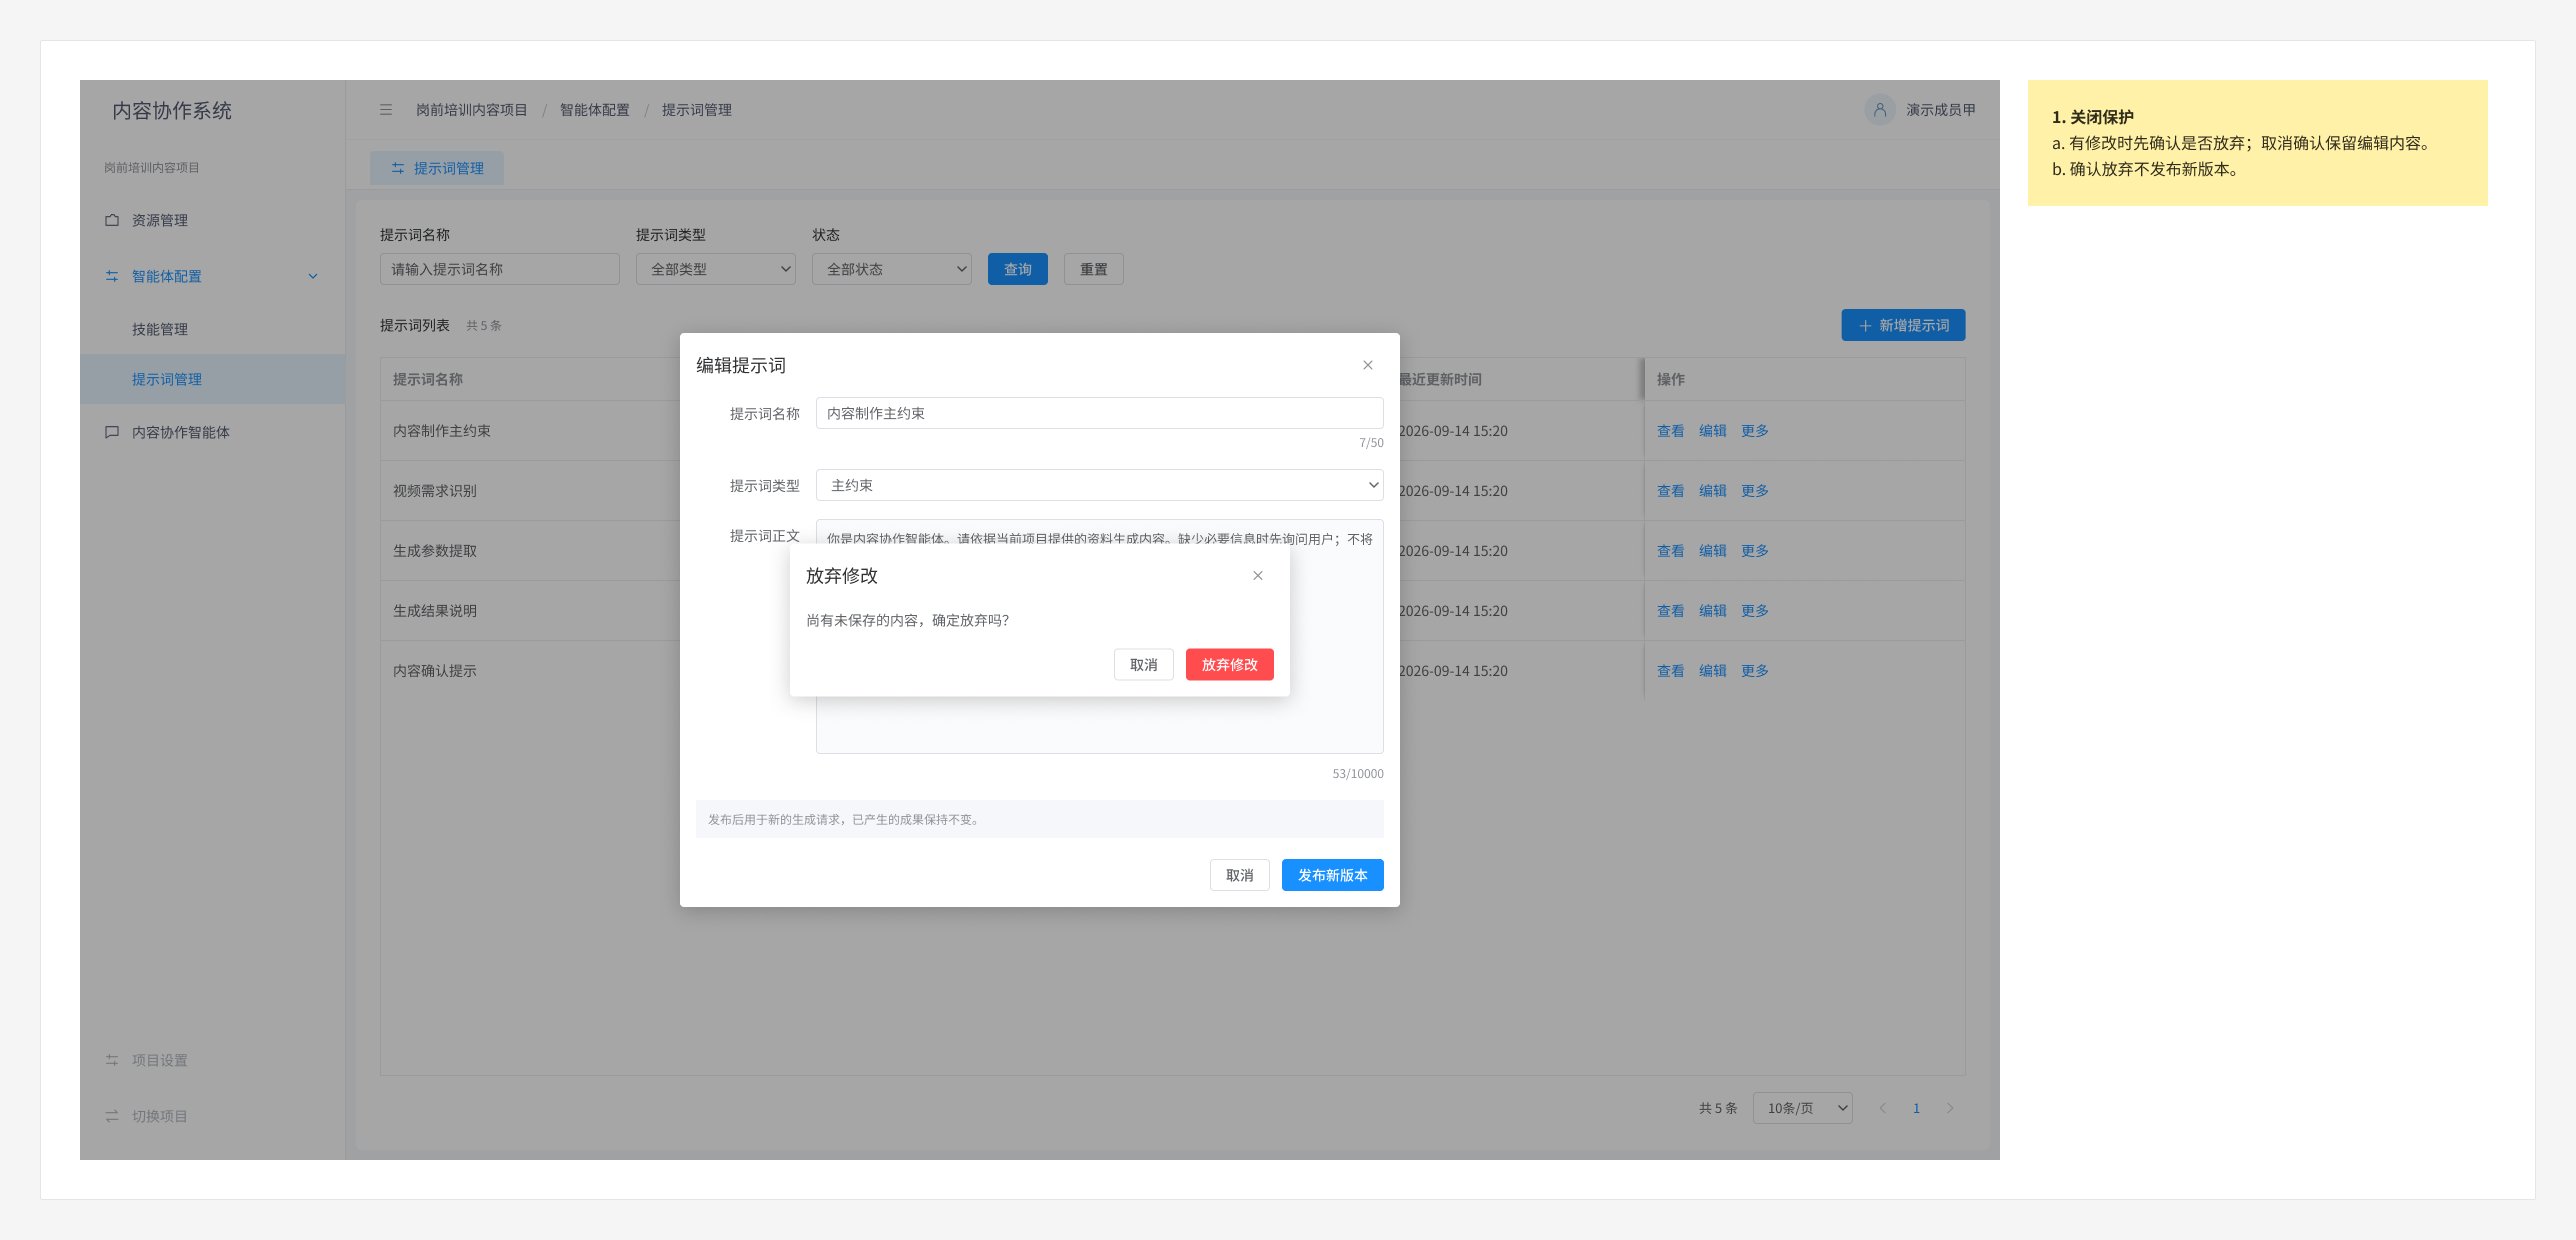 内容协作系统
岗前培训内容项目
资源管理
智能体配置
技能管理
提示词管理
内容协作智能体
项目设置
切换项目
岗前培训内容项目 / 智能体配置 / 提示词管理
演示成员甲
提示词管理
提示词名称 提示词类型 状态
请输入提示词名称 全部类型 全部状态 查询 重置
提示词列表 共 5 条 新增提示词
提示词名称 最近更新时间 操作
内容制作主约束 2026-09-14 15:20 查看 编辑 更多
视频需求识别 2026-09-14 15:20 查看 编辑 更多
生成参数提取 2026-09-14 15:20 查看 编辑 更多
生成结果说明 2026-09-14 15:20 查看 编辑 更多
内容确认提示 2026-09-14 15:20 查看 编辑 更多
共 5 条 10条/页 1
编辑提示词
提示词名称 内容制作主约束
7/50
提示词类型 主约束
提示词正文 你是内容协作智能体。请依据当前项目提供的资料生成内容。缺少必要信息时先询问用户；不将
53/10000
发布后用于新的生成请求，已产生的成果保持不变。
取消 发布新版本
放弃修改
尚有未保存的内容，确定放弃吗？
取消 放弃修改
1. 关闭保护
a. 有修改时先确认是否放弃；取消确认保留编辑内容。
b. 确认放弃不发布新版本。